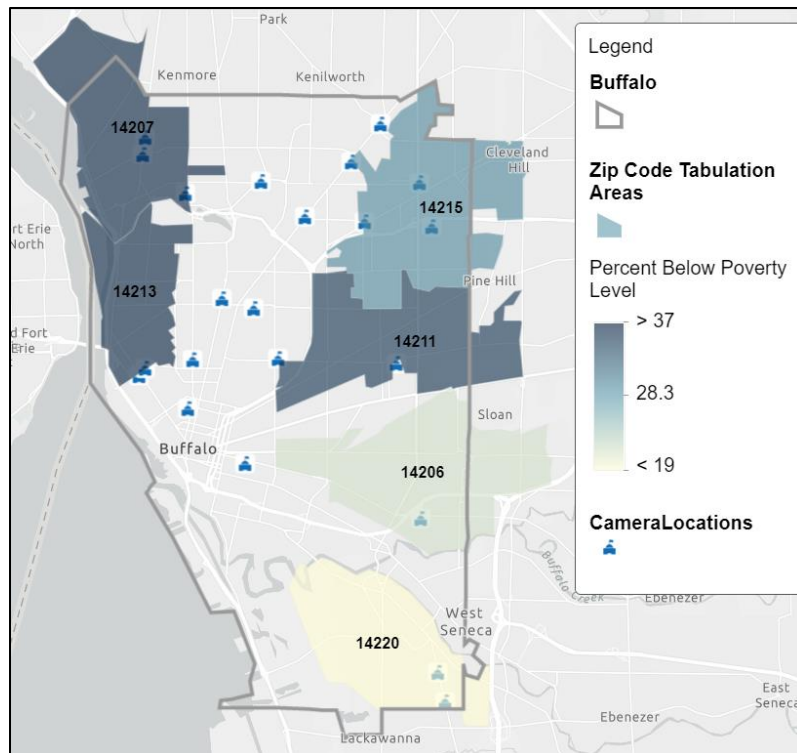 Park
Kenmore
Kenilworth
14207
Cleveland
Hill
14215
ort Erie
North
14213
Pine Hill
d Fort
Erie
14211
Sloan
Buffalo
14206
Buffalo Creek
Ebenezer
West
Seneca
14220
East
Seneca
Ebenezer
Lackawanna
Legend
Buffalo
Zip Code Tabulation
Areas
Percent Below Poverty
Level
> 37
28.3
< 19
CameraLocations